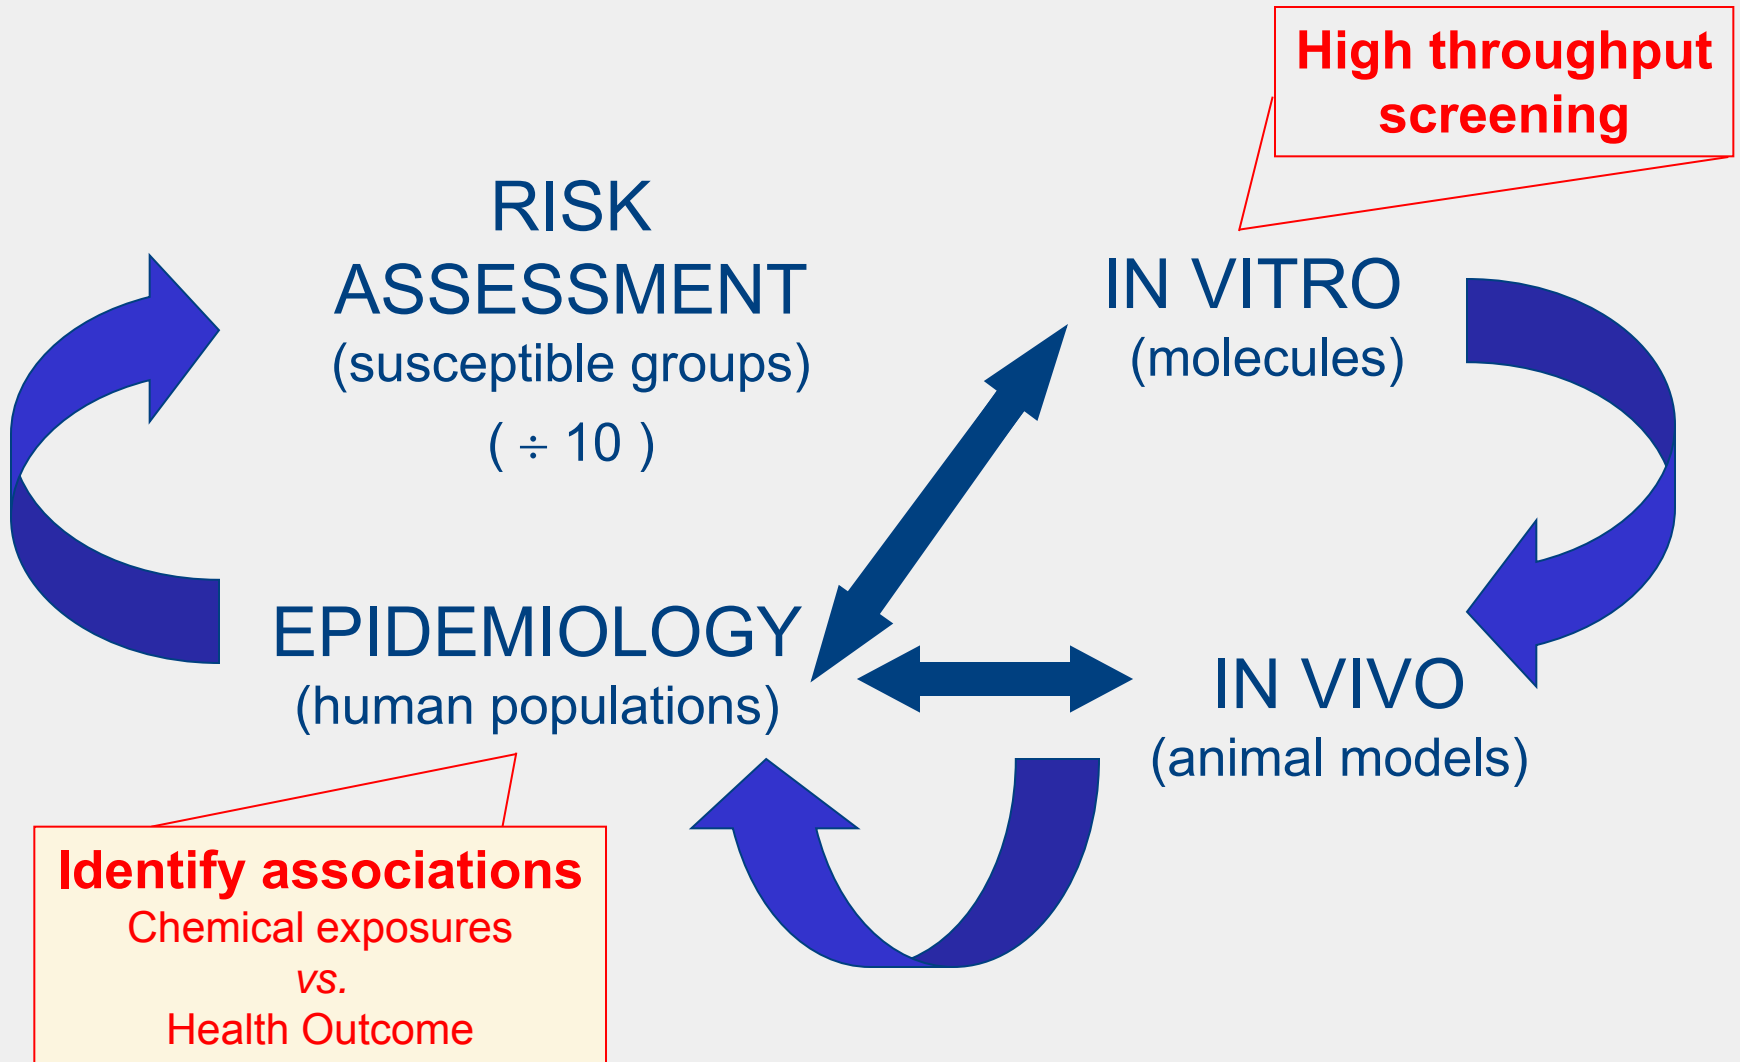 High throughput
screening
RISK
ASSESSMENT
(susceptible groups)
( ÷ 10 )
IN VITRO
(molecules)
EPIDEMIOLOGY
(human populations)
IN VIVO
(animal models)
Identify associations
Chemical exposures
vs.
Health Outcome